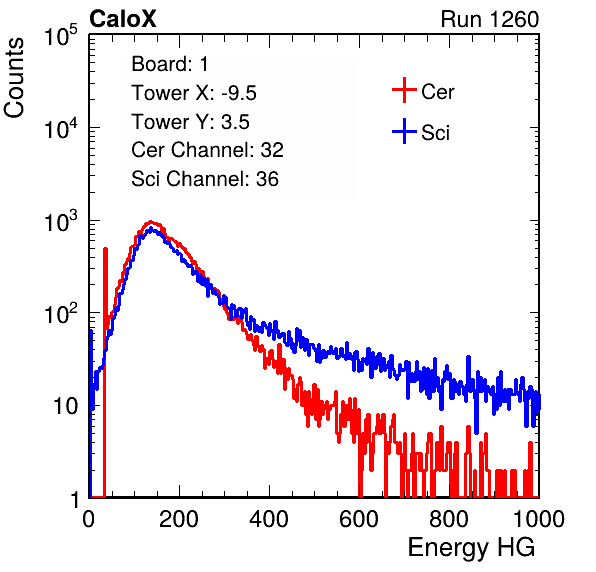 CaloX Run 1260
Counts
10^5
10^4
10^3
10^2
10
1
Board: 1
Tower X: -9.5
Tower Y: 3.5
Cer Channel: 32
Sci Channel: 36
Cer
Sci
0 200 400 600 800 1000
Energy HG